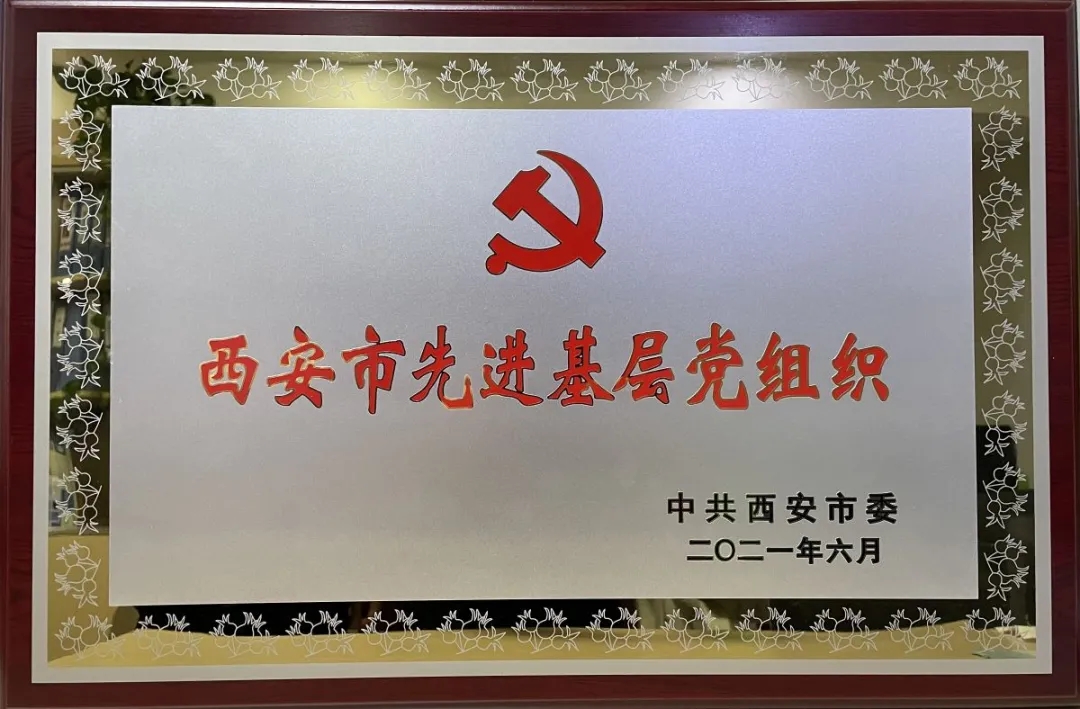 西安市先进基层党组织
中共西安市委
二〇二一年六月